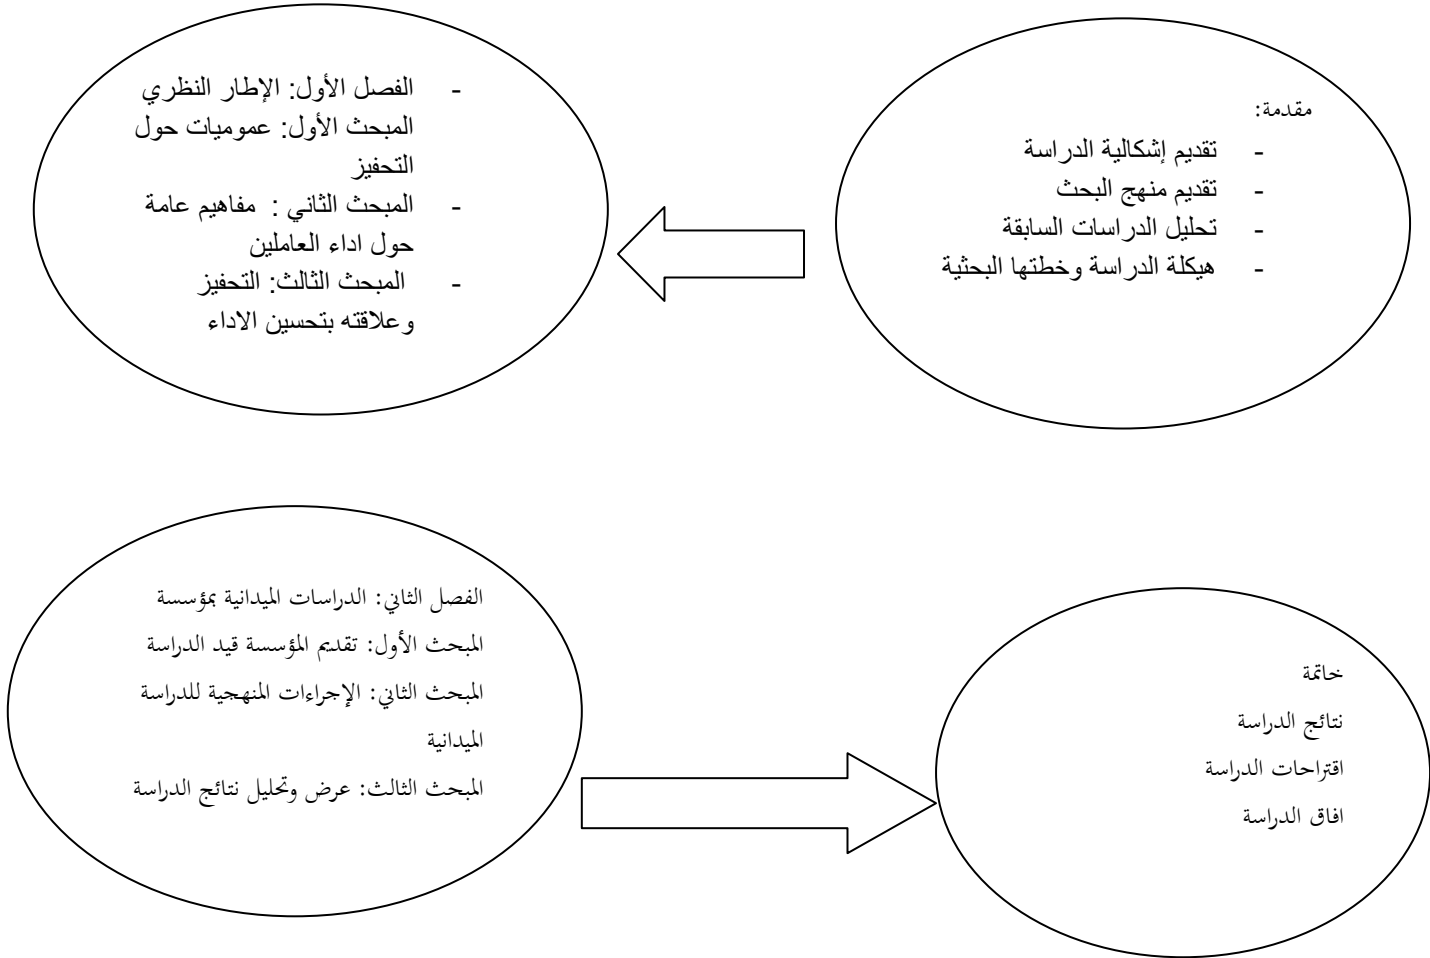 مقدمة:
- تقديم إشكالية الدراسة
- تقديم منهج البحث
- تحليل الدراسات السابقة
- هيكلة الدراسة وخطتها البحثية
- الفصل الأول: الإطار النظري
المبحث الأول: عموميات حول
التحفيز
- المبحث الثاني : مفاهيم عامة
حول اداء العاملين
- المبحث الثالث: التحفيز
وعلاقته بتحسين الاداء
الفصل الثاني: الدراسات الميدانية بمؤسسة
المبحث الأول: تقديم المؤسسة قيد الدراسة
المبحث الثاني: الإجراءات المنهجية للدراسة
الميدانية
المبحث الثالث: عرض وتحليل نتائج الدراسة
خاتمة
نتائج الدراسة
اقتراحات الدراسة
افاق الدراسة